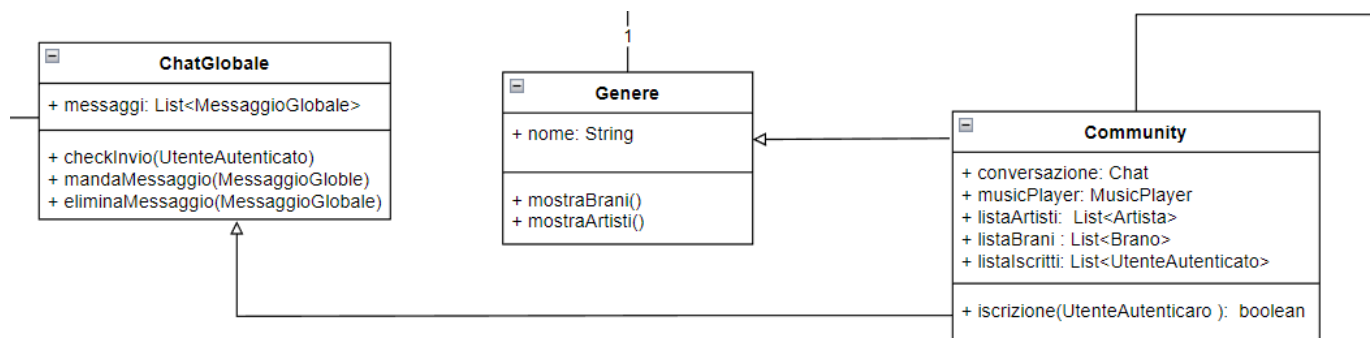 ChatGlobale
+ messaggi: List<MessaggioGlobale>
+ checkInvio(UtenteAutenticato)
+ mandaMessaggio(MessaggioGloble)
+ eliminaMessaggio(MessaggioGlobale)
1
Genere
+ nome: String
+ mostraBrani()
+ mostraArtisti()
Community
+ conversazione: Chat
+ musicPlayer: MusicPlayer
+ listaArtisti: List<Artista>
+ listaBrani : List<Brano>
+ listaIscritti: List<UtenteAutenticato>
+ iscrizione(UtenteAutenticaro ): boolean